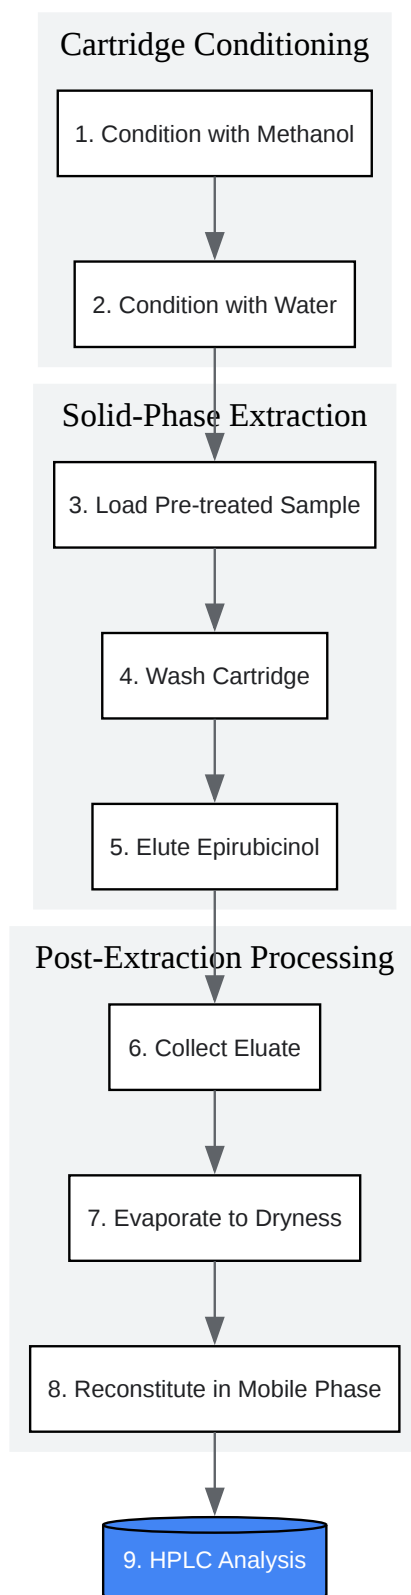 Cartridge Conditioning
1. Condition with Methanol
2. Condition with Water
Solid-Phase Extraction
3. Load Pre-treated Sample
4. Wash Cartridge
5. Elute Epirubicinol
Post-Extraction Processing
6. Collect Eluate
7. Evaporate to Dryness
8. Reconstitute in Mobile Phase
9. HPLC Analysis